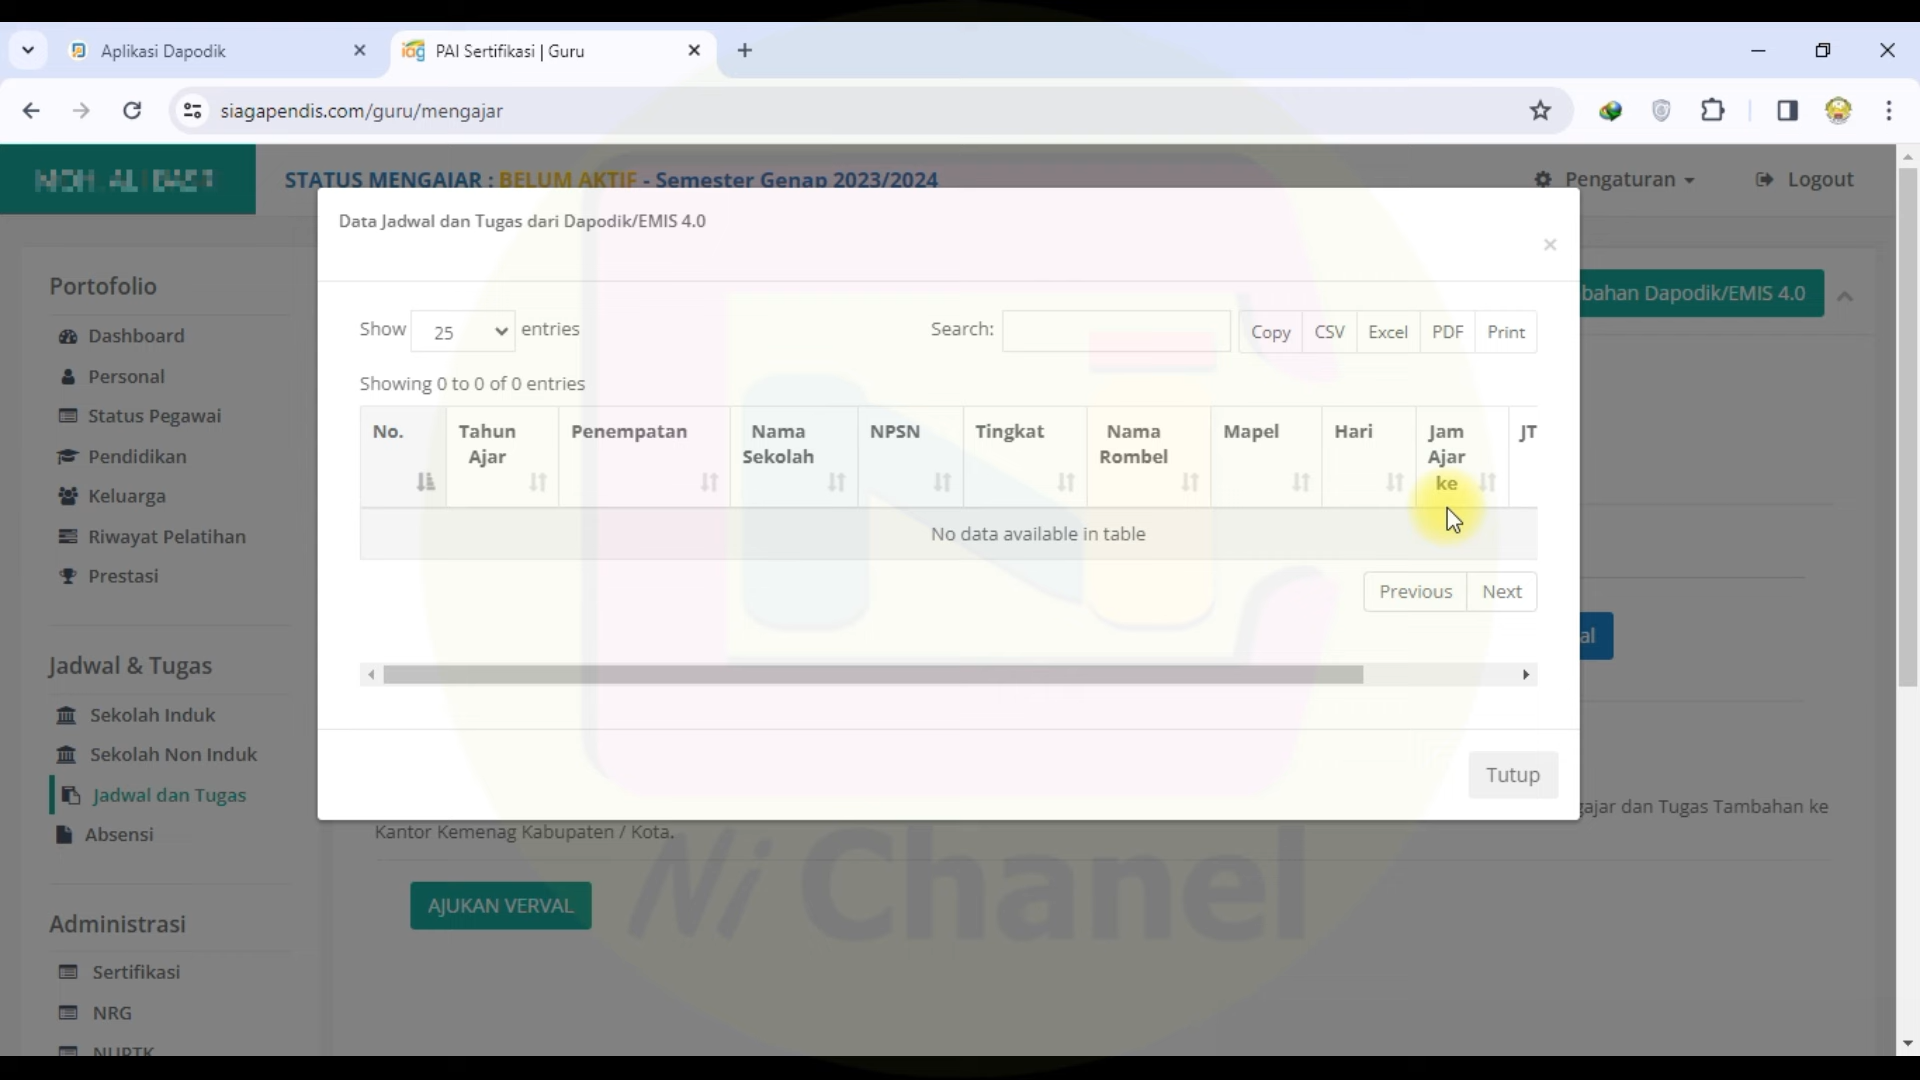 Aplikasi Dapodik
PAI Sertifikasi | Guru
siagapendis.com/guru/mengajar
STATUS MENGAJAR : BELUM AKTIF - Semester Genap 2023/2024
Pengaturan
Logout
Data Jadwal dan Tugas dari Dapodik/EMIS 4.0
×
Portofolio
Dashboard
Personal
Status Pegawai
Pendidikan
Keluarga
Riwayat Pelatihan
Prestasi
Jadwal & Tugas
Sekolah Induk
Sekolah Non Induk
Jadwal dan Tugas
Absensi
Administrasi
Sertifikasi
NRG
NUPTK
bahan Dapodik/EMIS 4.0
Show 25 entries
Search:
Copy CSV Excel PDF Print
Showing 0 to 0 of 0 entries
No.
Tahun
Ajar
Penempatan
Nama
Sekolah
NPSN
Tingkat
Nama
Rombel
Mapel
Hari
Jam
Ajar
ke
JT
No data available in table
Previous Next
al
Tutup
gajar dan Tugas Tambahan ke
Kantor Kemenag Kabupaten / Kota.
AJUKAN VERVAL
Ni Chanel